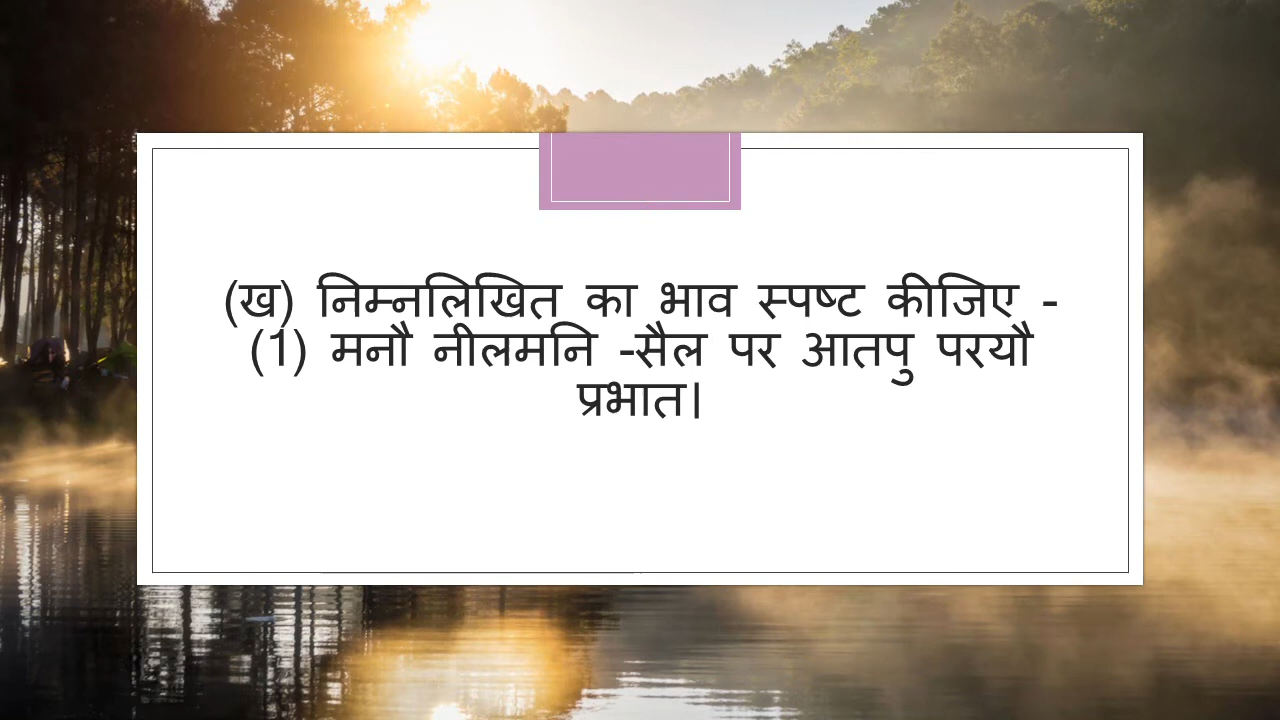 (ख) निम्नलिखित का भाव स्पष्ट कीजिए -
(1) मनौ नीलमनि -सैल पर आतपु परयौ
प्रभात।